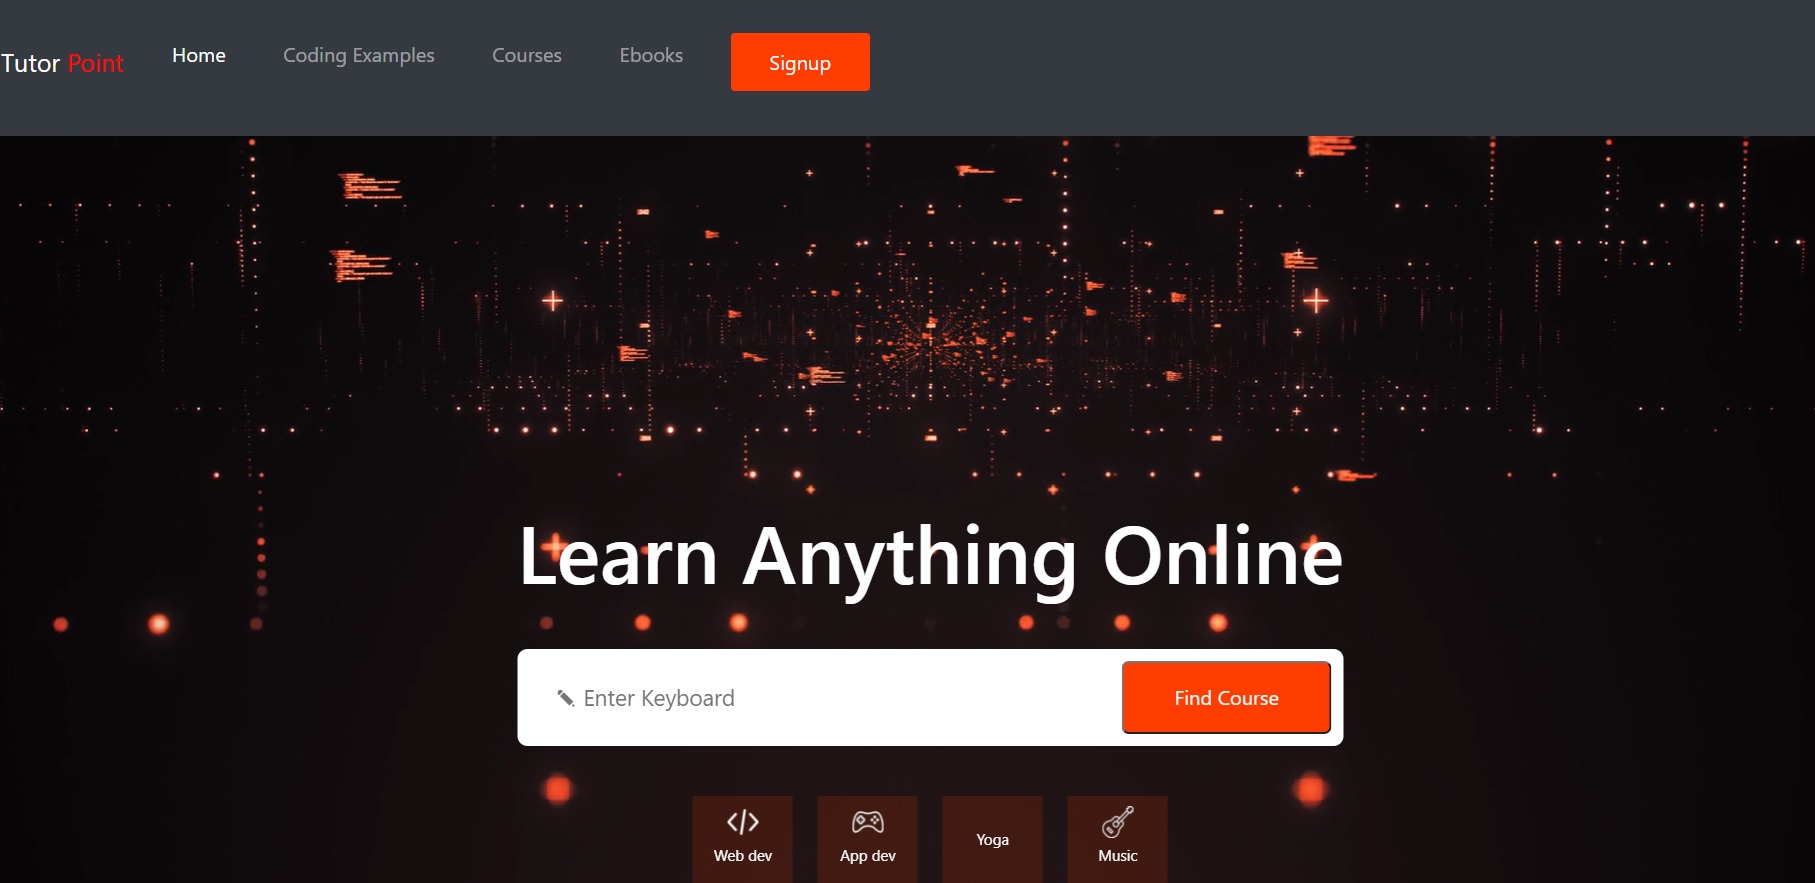 Tutor Point Home Coding Examples Courses Ebooks Signup
Learn Anything Online
Enter Keyboard Find Course
Web dev App dev Yoga Music